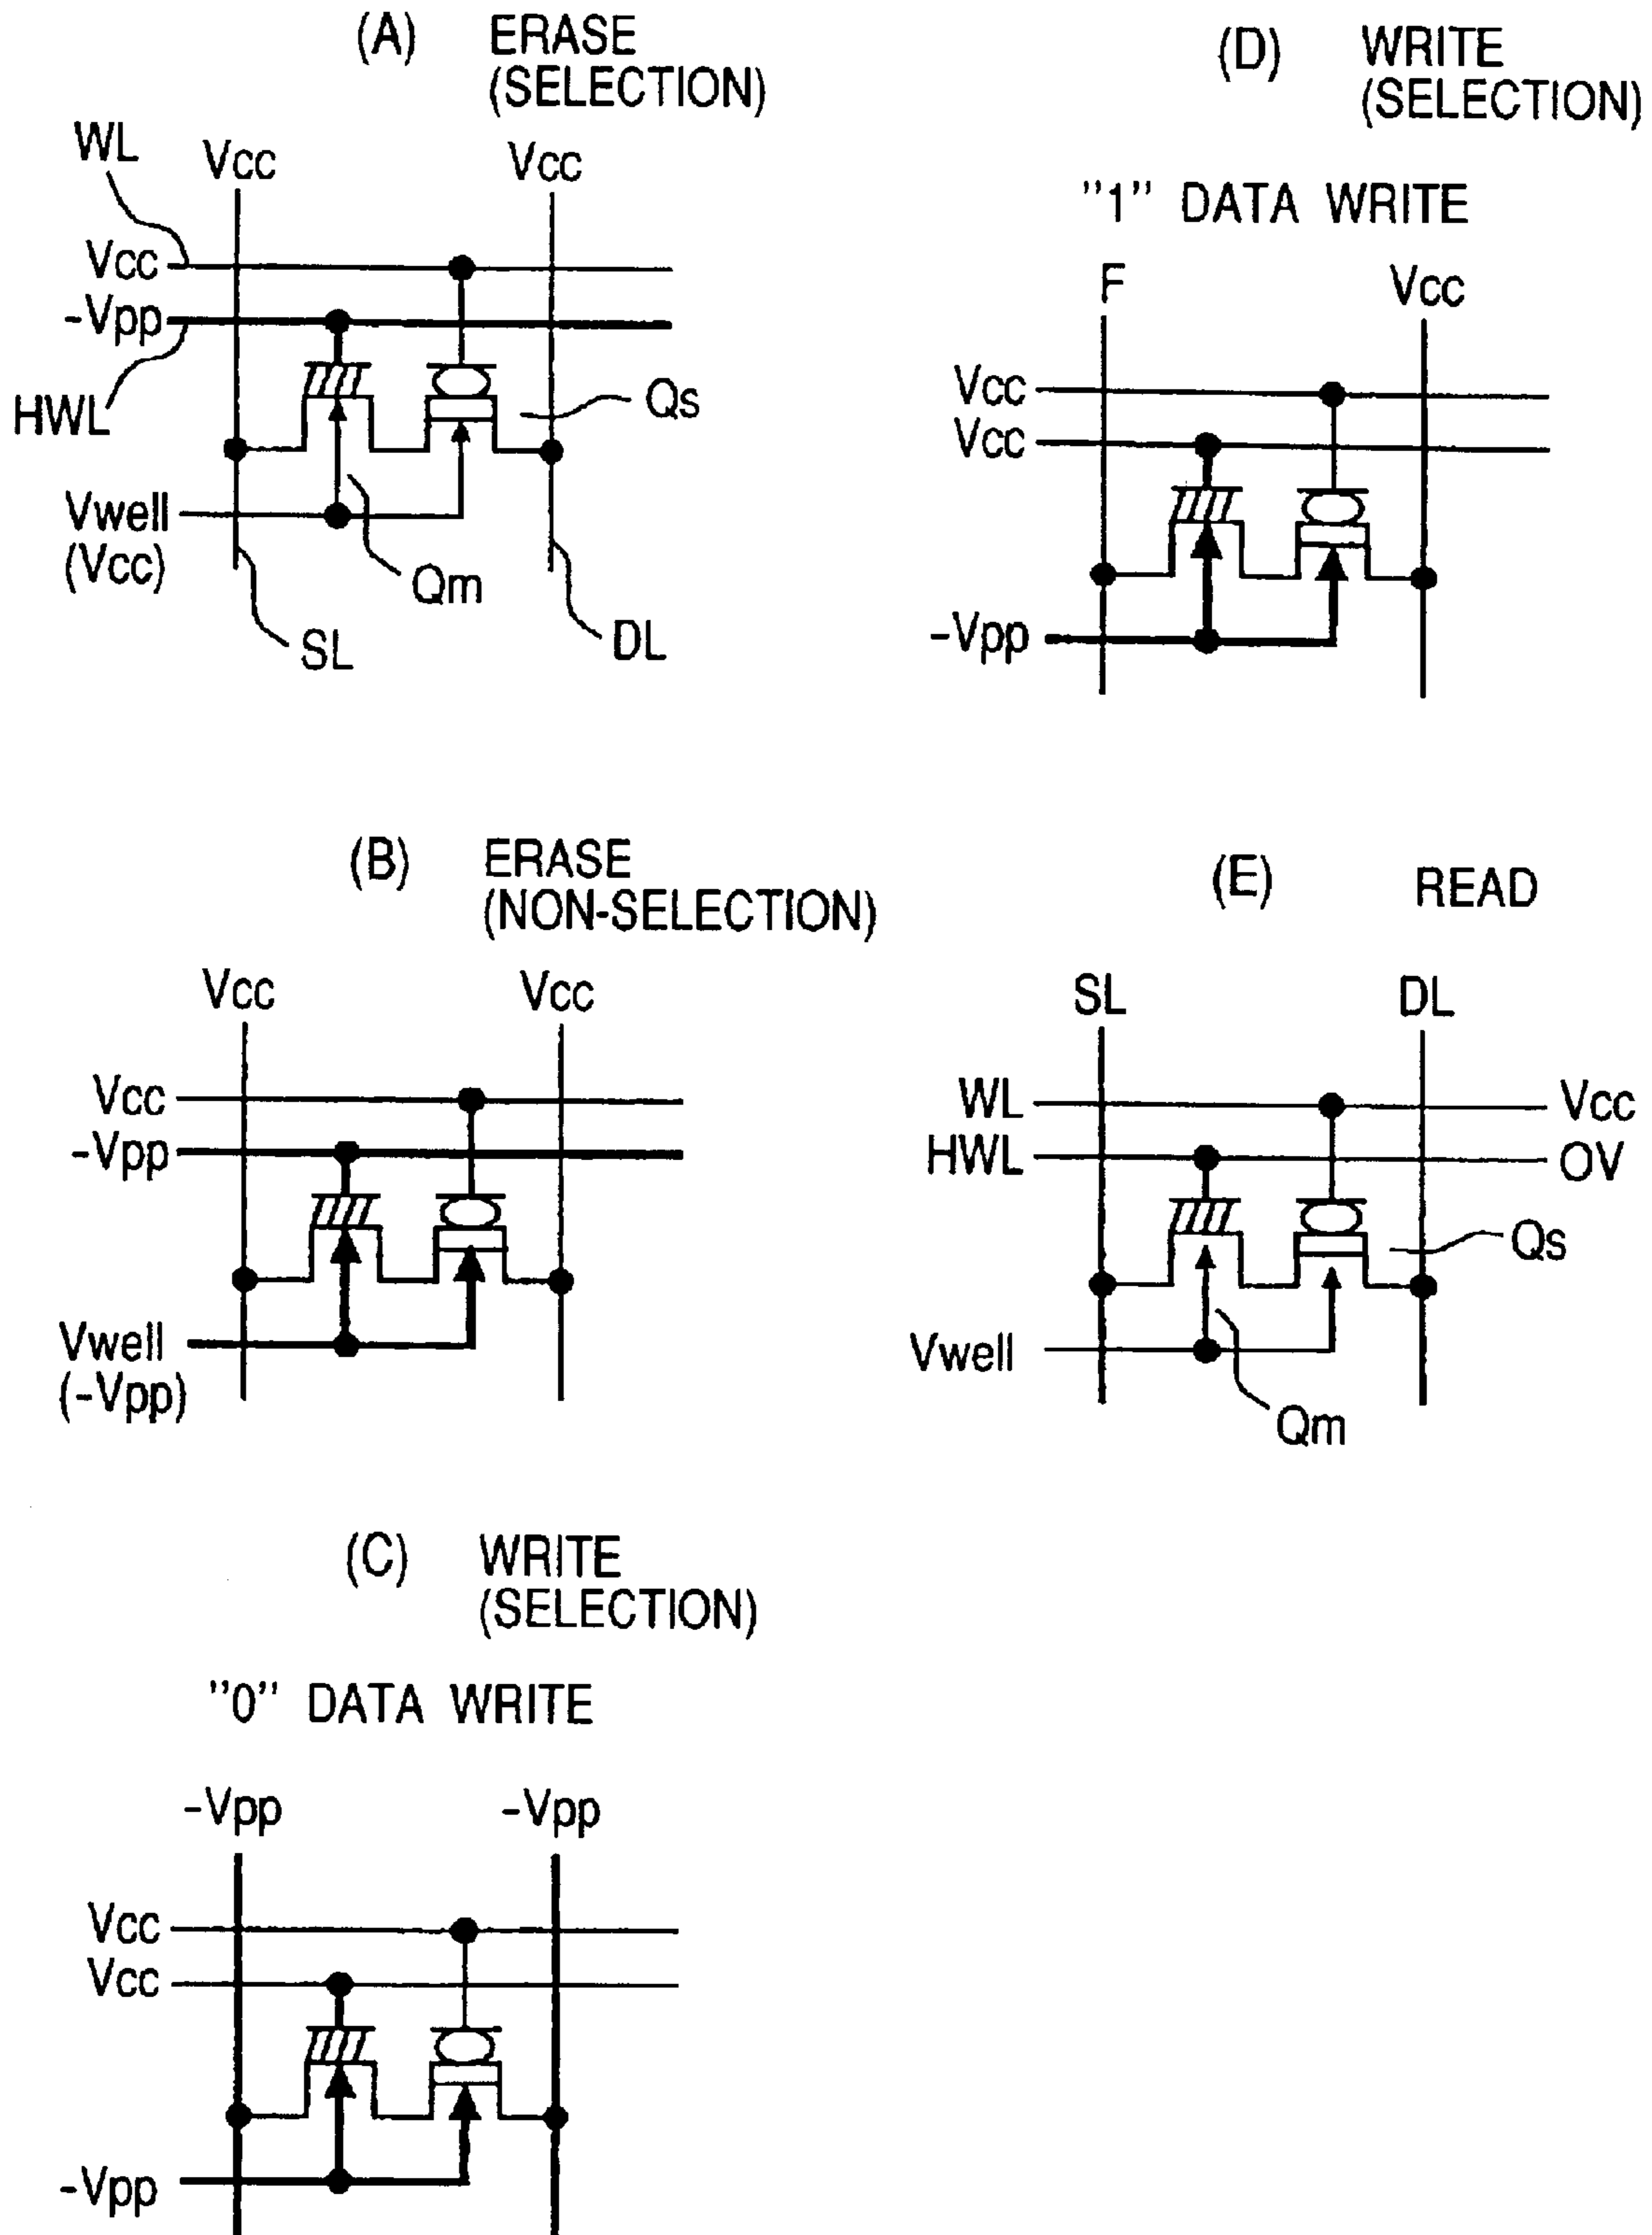 (A) ERASE
(SELECTION)
WL
Vcc
Vcc
Vcc
-Vpp
HWL
Qs
Vwell
(Vcc)
Qm
SL
DL
(D) WRITE
(SELECTION)
"1" DATA WRITE
F
Vcc
Vcc
Vcc
-Vpp
(B) ERASE
(NON-SELECTION)
Vcc
Vcc
Vcc
-Vpp
Vwell
(-Vpp)
(E) READ
SL
DL
WL
Vcc
HWL
OV
Qs
Vwell
Qm
(C) WRITE
(SELECTION)
"0" DATA WRITE
-Vpp
-Vpp
Vcc
Vcc
-Vpp